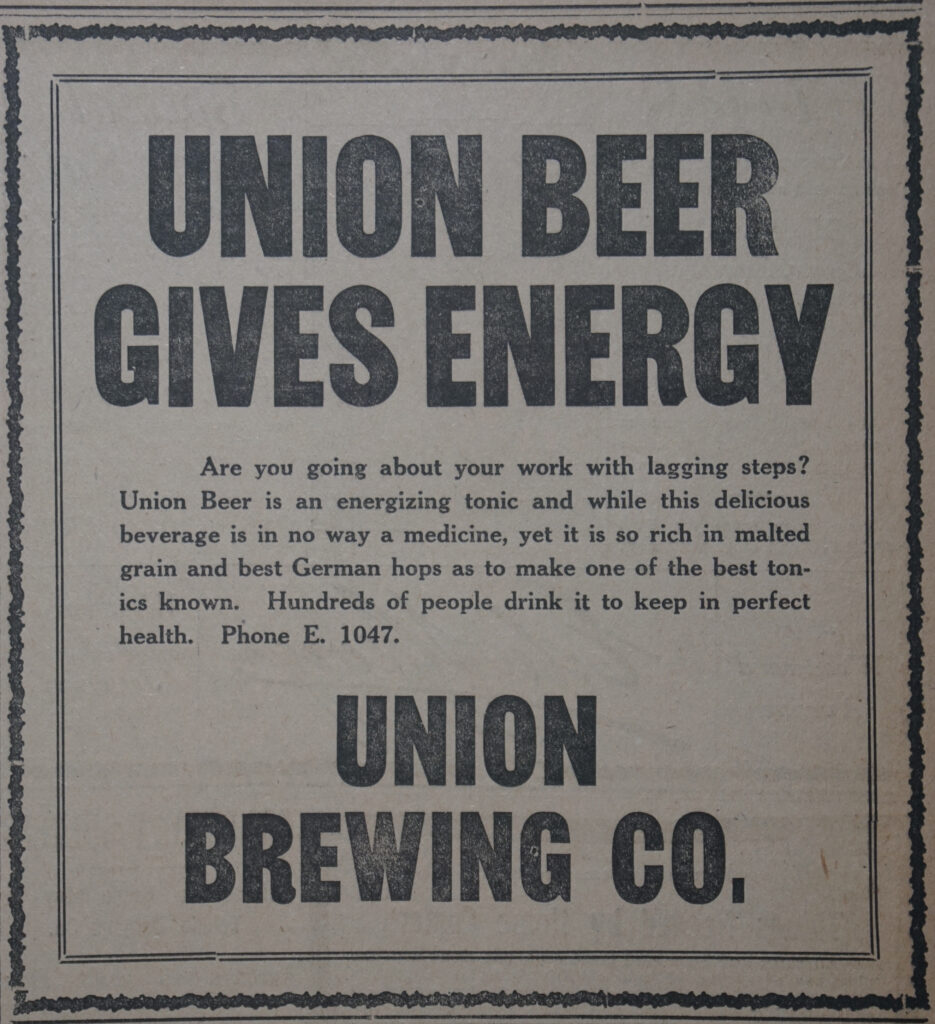 UNION BEER
GIVES ENERGY
Are you going about your work with lagging steps?
Union Beer is an energizing tonic and while this delicious
beverage is in no way a medicine, yet it is so rich in malted
grain and best German hops as to make one of the best ton-
ics known. Hundreds of people drink it to keep in perfect
health. Phone E. 1047.
UNION
BREWING CO.